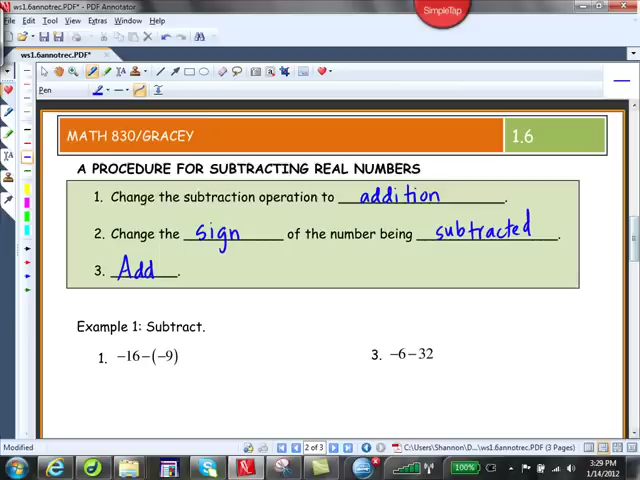 ws1.6annotrec.PDF* - PDF Annotator
SimpleTap
File Edit View Tool Extras Window Help
ws1.6annotrec.PDF*
Pen
MATH 830/GRACEY 1.6
A PROCEDURE FOR SUBTRACTING REAL NUMBERS
1. Change the subtraction operation to addition.
2. Change the sign of the number being subtracted.
3. Add.
Example 1: Subtract.
1. −16−(−9) 3. −6−32
Modified 2 of 3 C:\Users\Shannon\D...\ws1.6annotrec.PDF (3 Pages)
100% 3:29 PM
1/14/2012